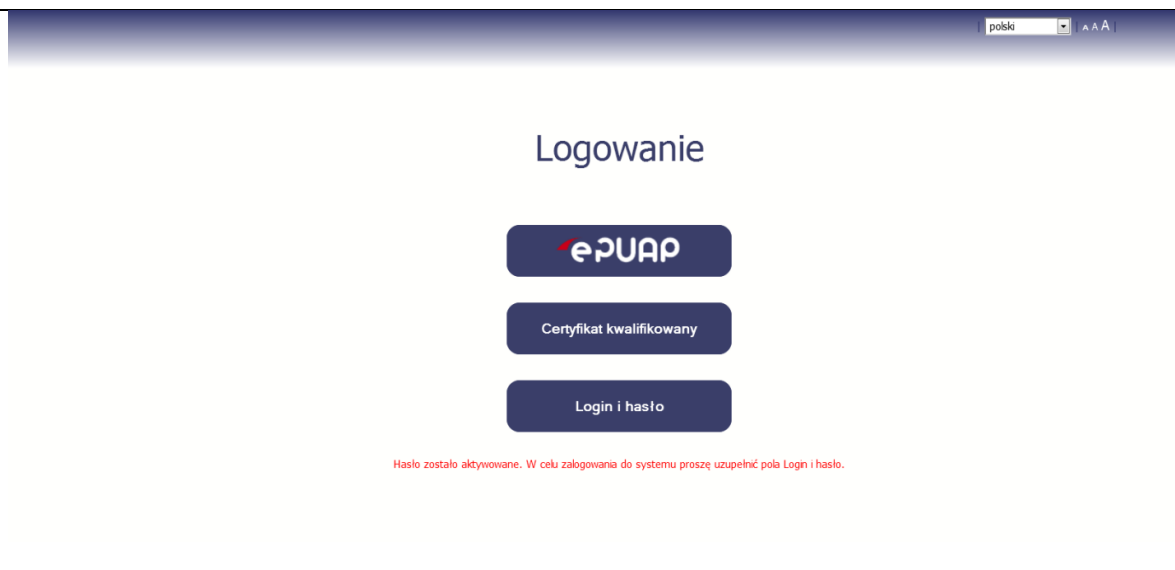 polski
A A A
Logowanie
ePUAP
Certyfikat kwalifikowany
Login i hasło
Hasło zostało aktywowane. W celu zalogowania do systemu proszę uzupełnić pola Login i hasło.